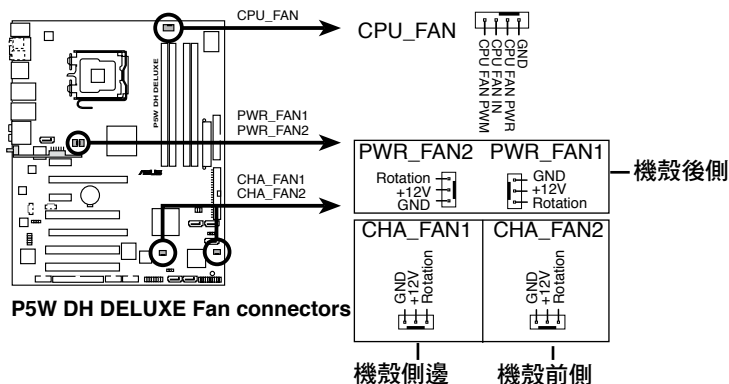 CPU_FAN
CPU_FAN
CPU FAN PWM
CPU FAN IN
CPU FAN PWR
GND
P5W DH DELUXE
PWR_FAN1
PWR_FAN2
PWR_FAN2
PWR_FAN1
Rotation
+12V
GND
GND
+12V
Rotation
機殼後側
ASUS
CHA_FAN1
CHA_FAN2
CHA_FAN1
CHA_FAN2
GND
+12V
Rotation
GND
+12V
Rotation
P5W DH DELUXE Fan connectors
機殼側邊
機殼前側